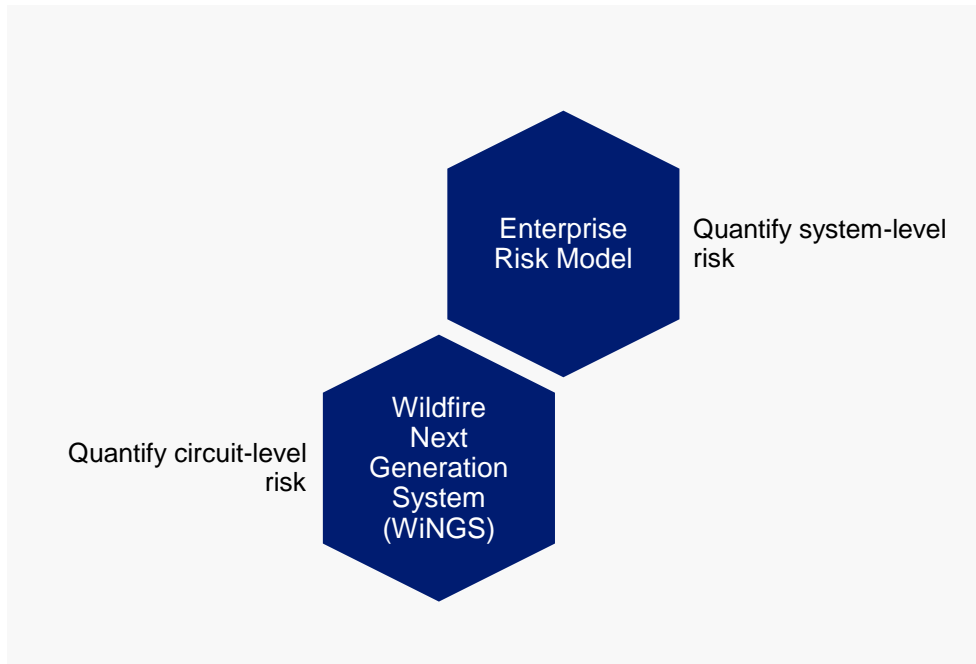 Enterprise
Risk Model
Quantify system-level
risk
Quantify circuit-level
risk
Wildfire
Next
Generation
System
(WiNGS)